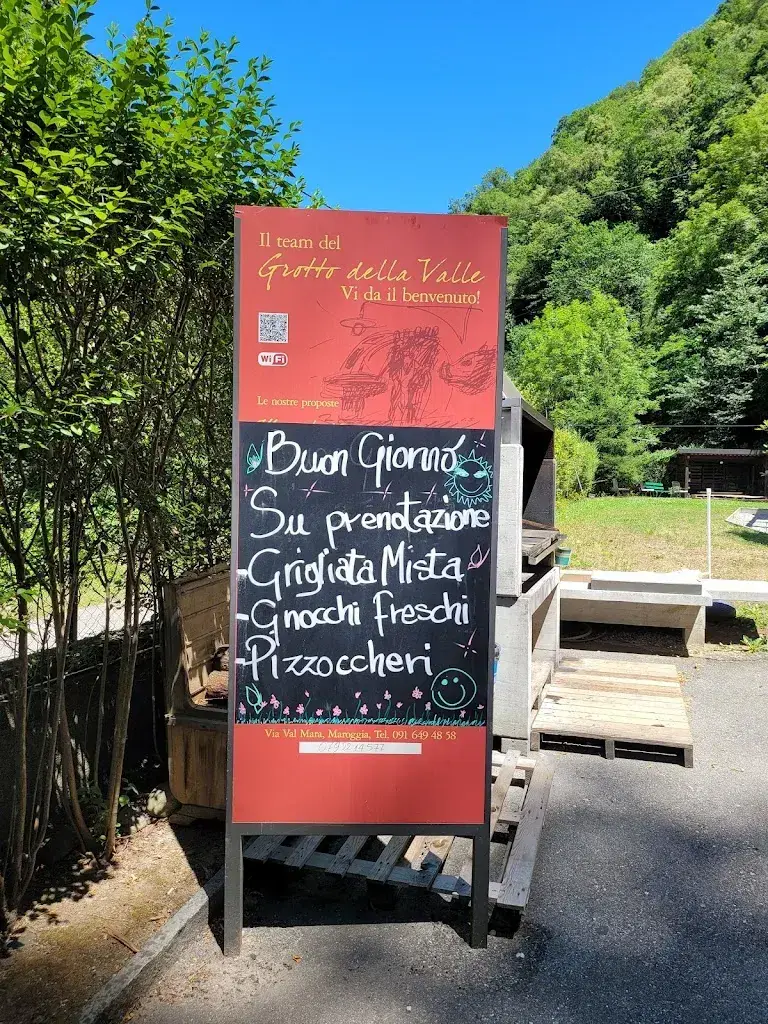 Il team del
Grotto della Valle
Vi da il benvenuto!
WiFi
Le nostre proposte
Buon Giorno
Su prenotazione
-Grigliata Mista
-Gnocchi freschi
-Pizzoccheri
Via Val Mara, Maroggia, Tel. 091 649 48 58